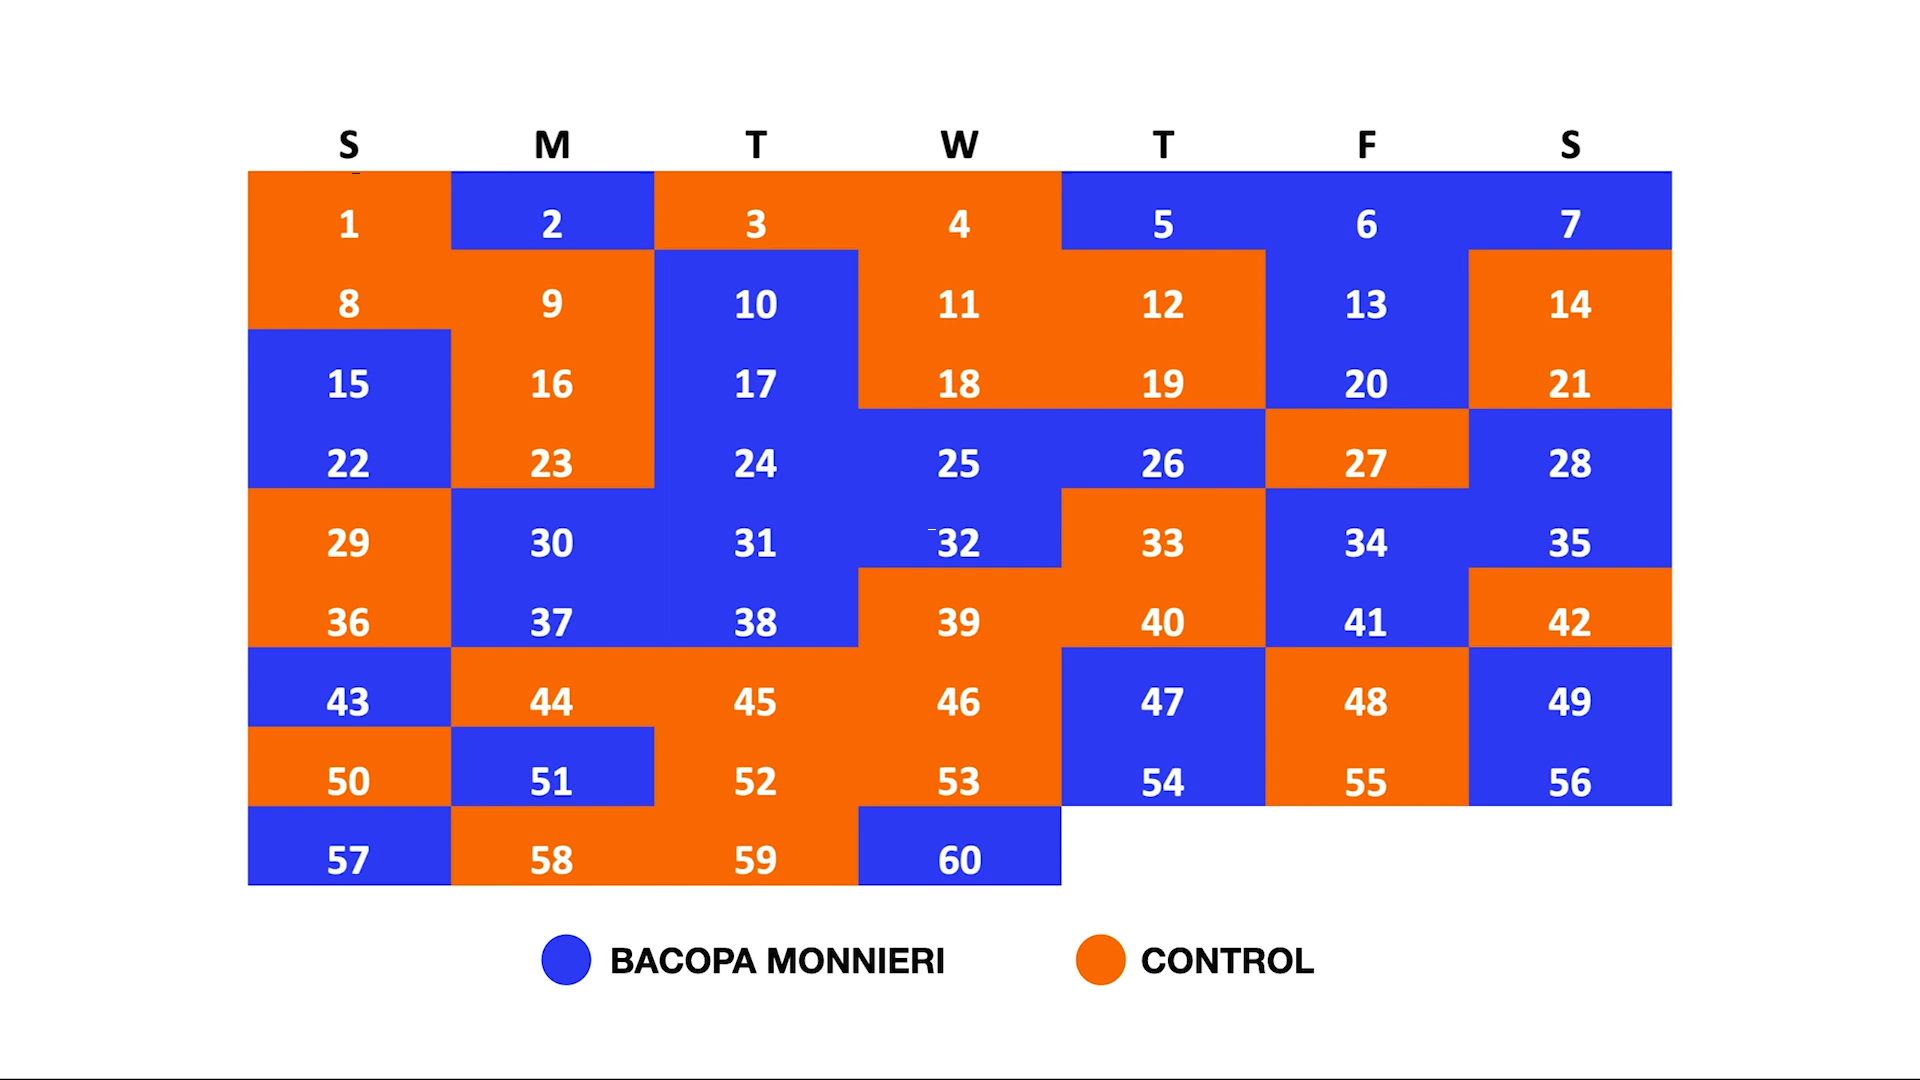 S M T W T F S
1 2 3 4 5 6 7
8 9 10 11 12 13 14
15 16 17 18 19 20 21
22 23 24 25 26 27 28
29 30 31 32 33 34 35
36 37 38 39 40 41 42
43 44 45 46 47 48 49
50 51 52 53 54 55 56
57 58 59 60
BACOPA MONNIERI CONTROL